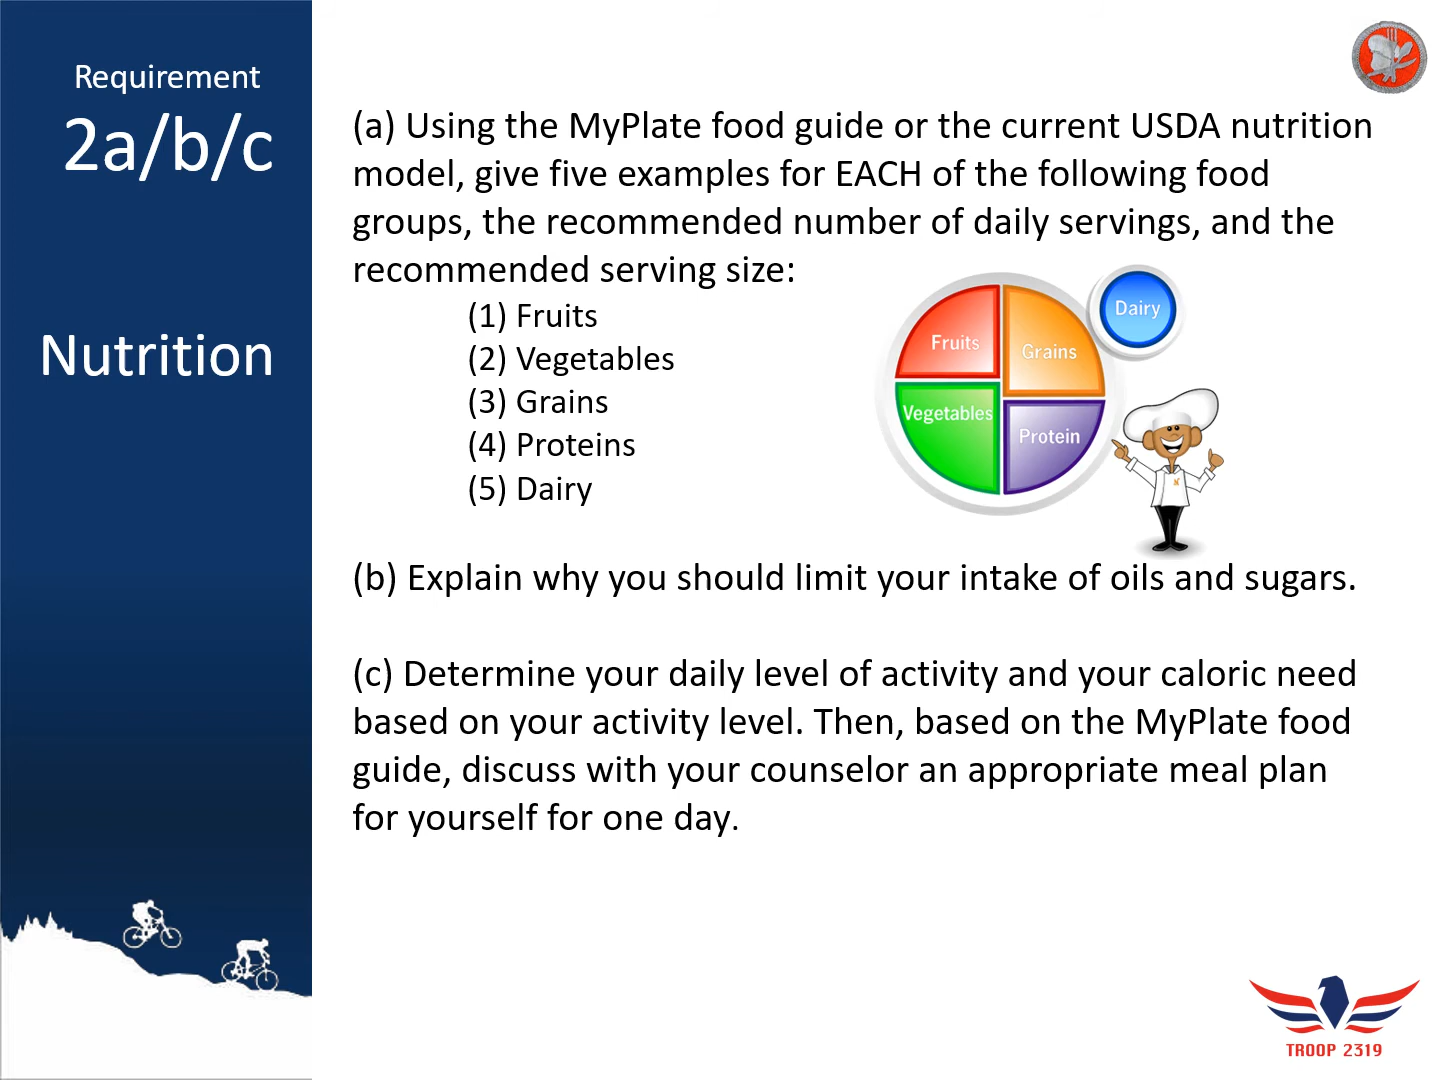 Requirement
2a/b/c
Nutrition
(a) Using the MyPlate food guide or the current USDA nutrition
model, give five examples for EACH of the following food
groups, the recommended number of daily servings, and the
recommended serving size:
(1) Fruits
(2) Vegetables
(3) Grains
(4) Proteins
(5) Dairy
Dairy
Fruits
Grains
Vegetables
Protein
(b) Explain why you should limit your intake of oils and sugars.
(c) Determine your daily level of activity and your caloric need
based on your activity level. Then, based on the MyPlate food
guide, discuss with your counselor an appropriate meal plan
for yourself for one day.
TROOP 2319